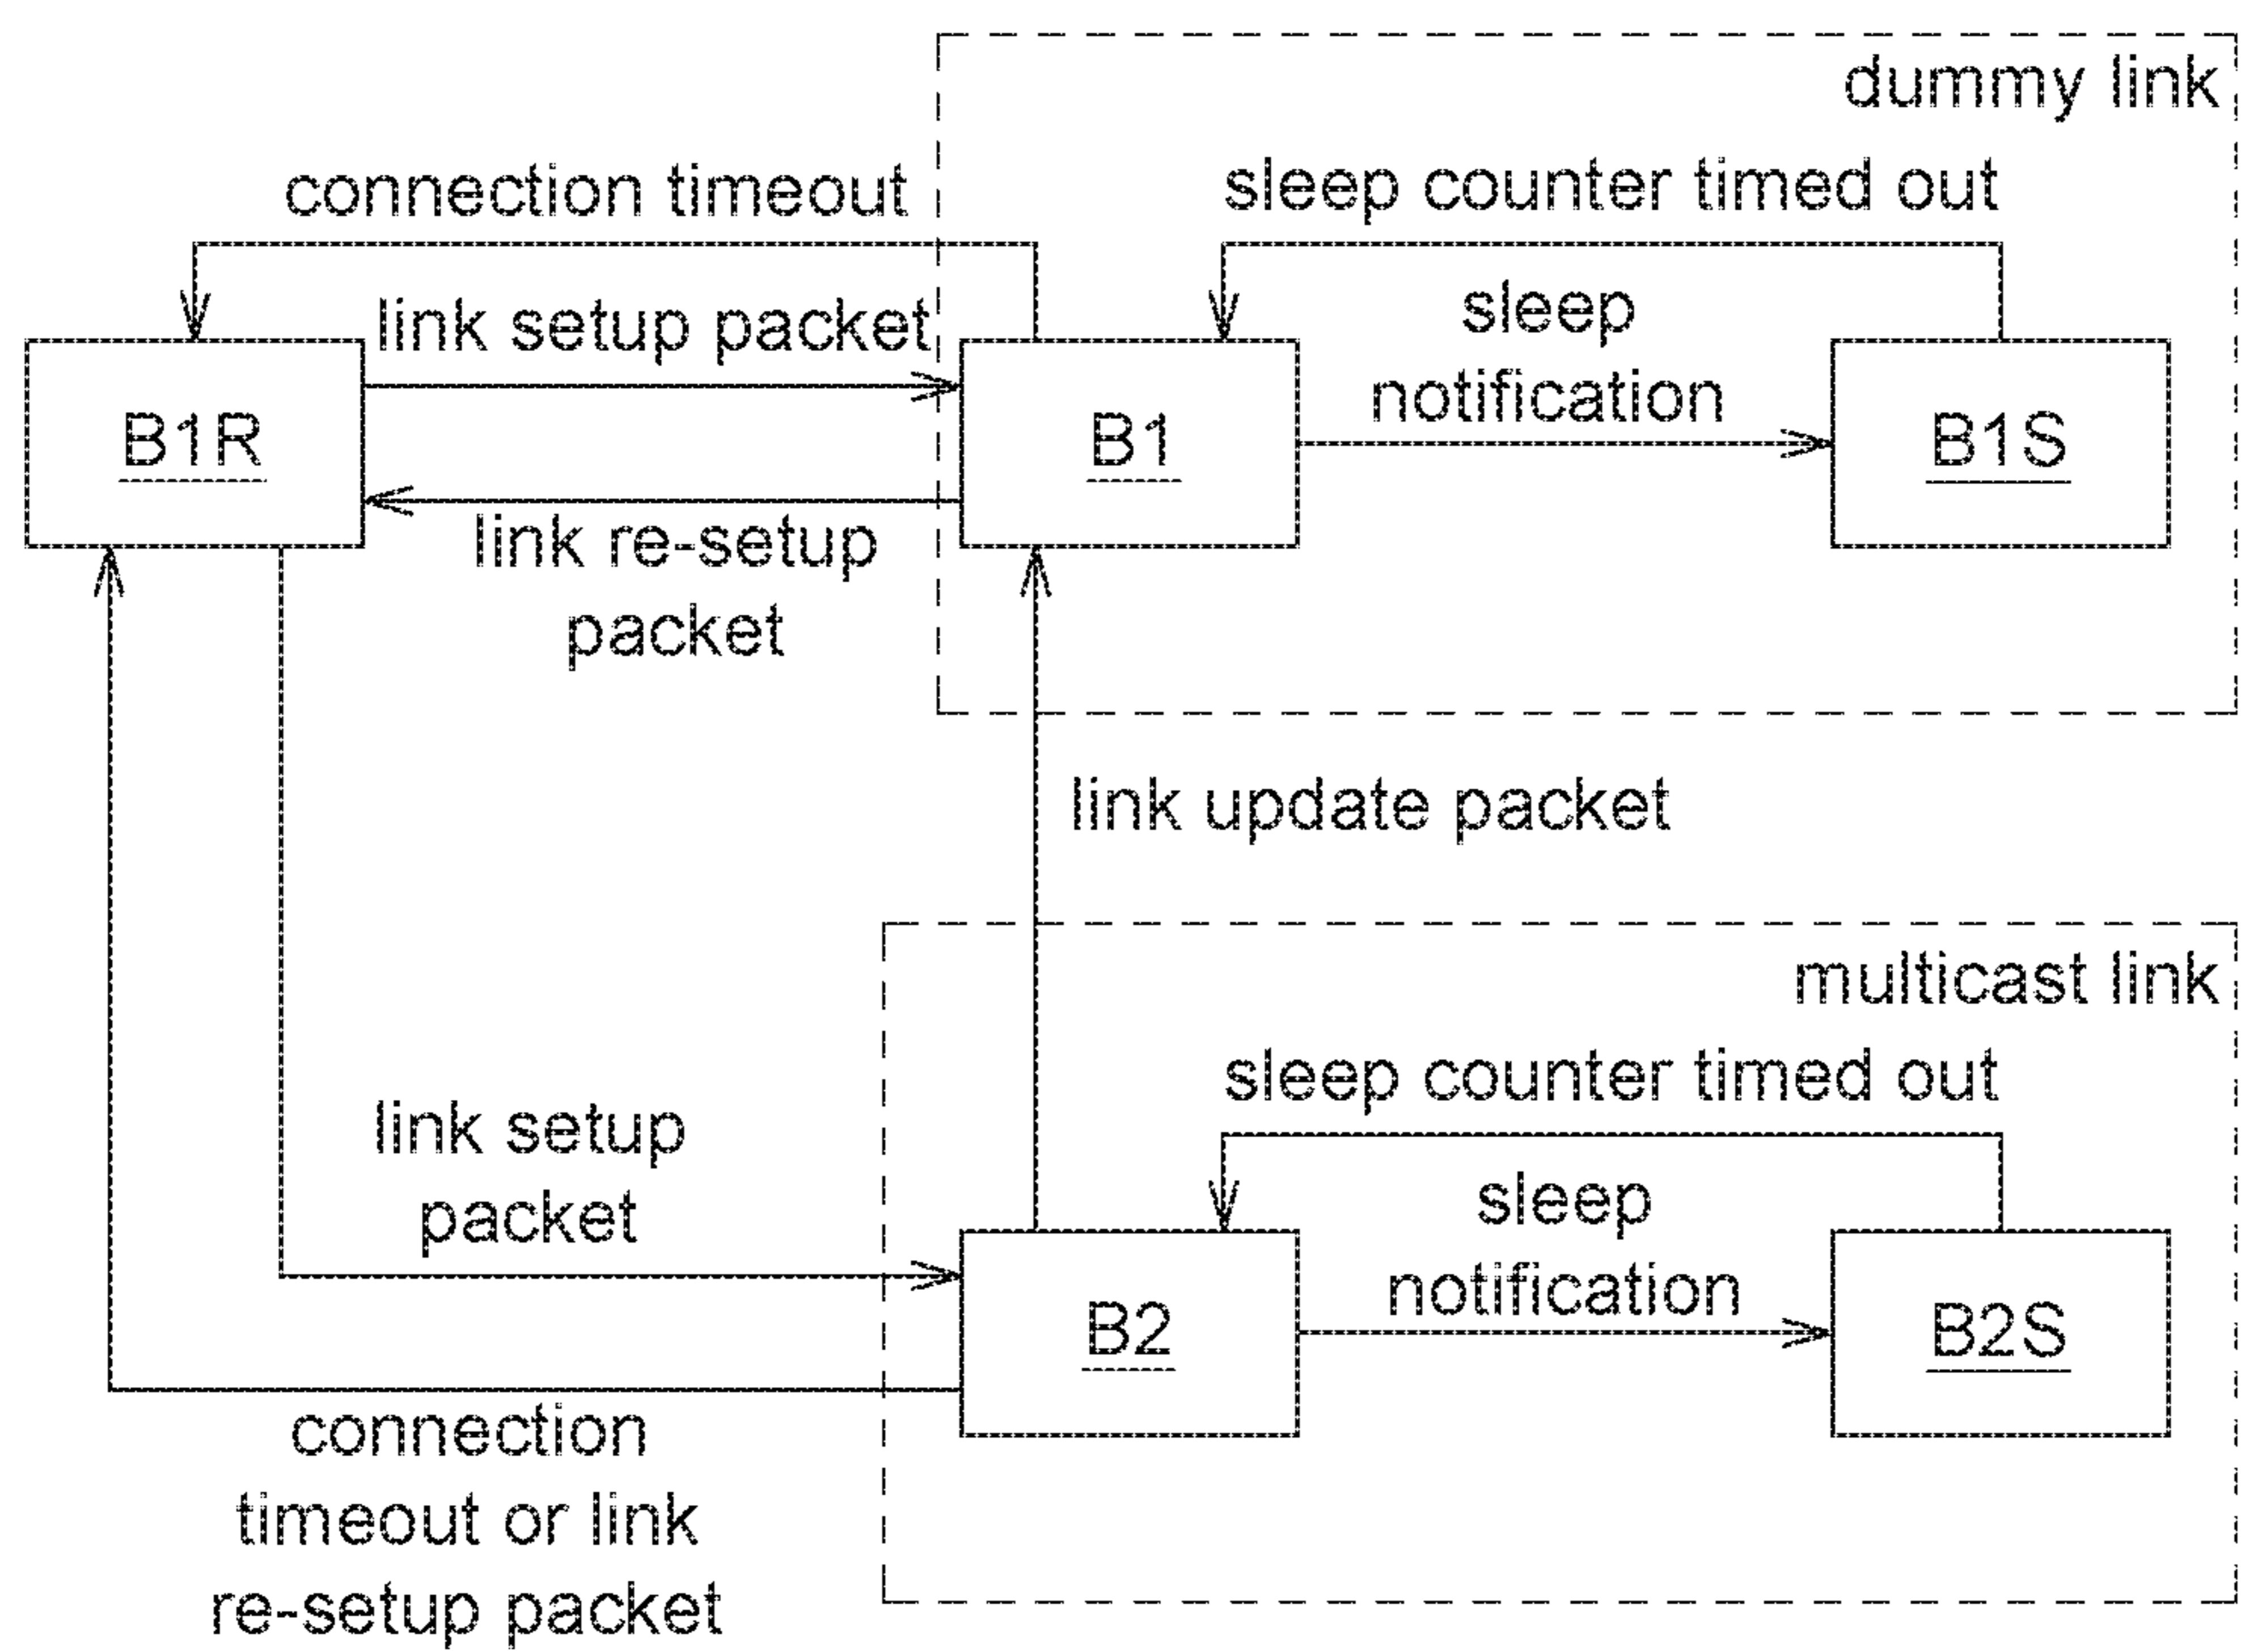 dummy link
connection timeout
sleep counter timed out
link setup packet
sleep
notification
B1R
B1
B1S
link re-setup
packet
link update packet
multicast link
sleep counter timed out
link setup
packet
sleep
notification
B2
B2S
connection
timeout or link
re-setup packet